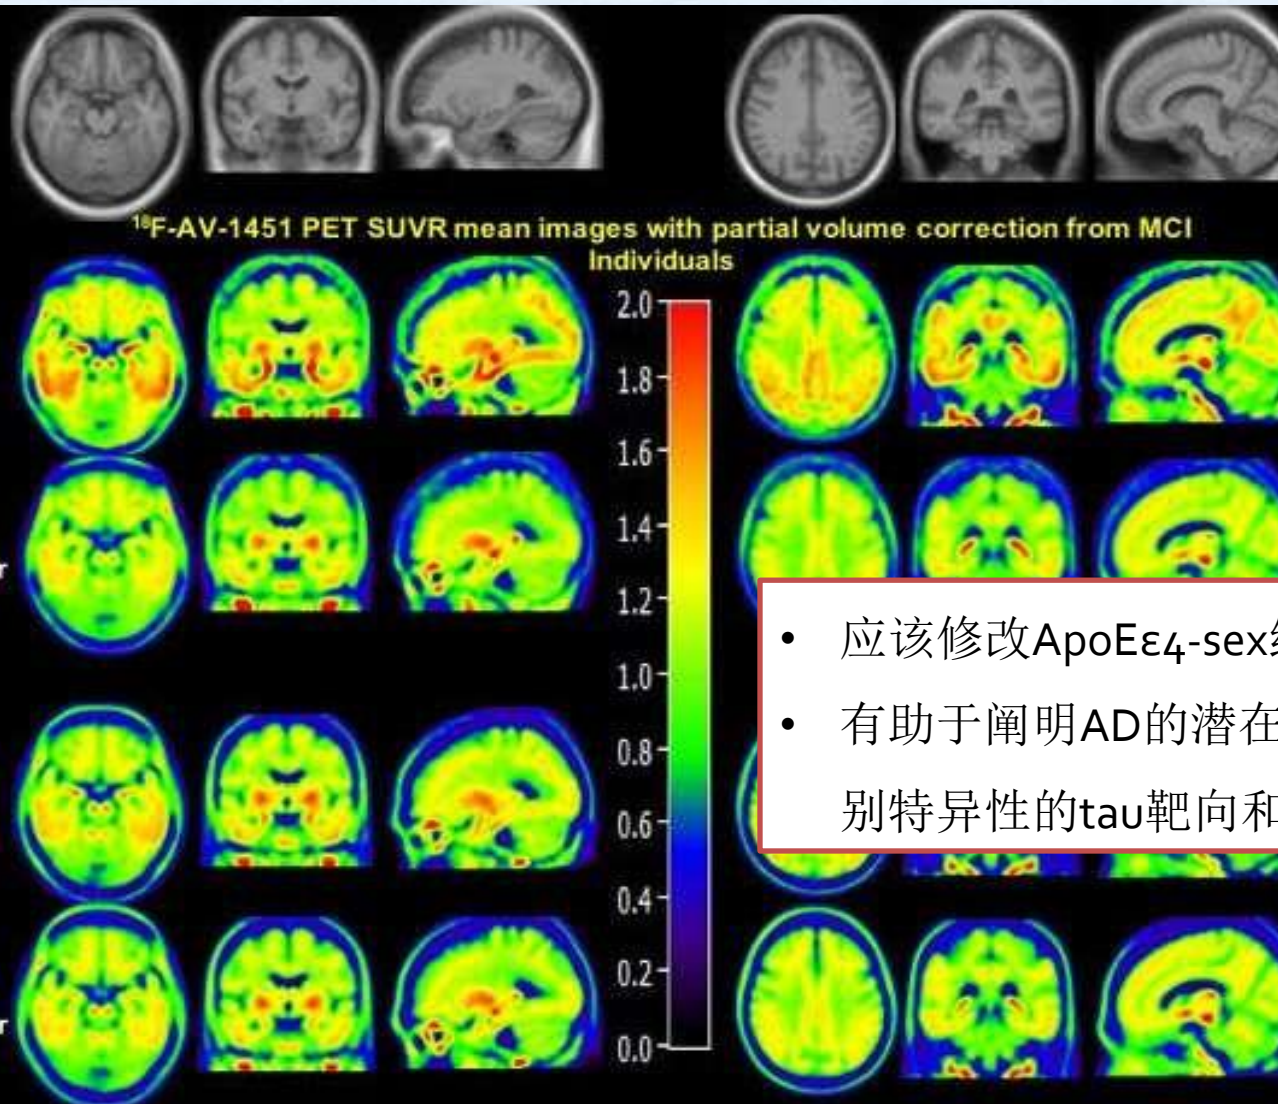 ¹⁸F-AV-1451 PET SUVR mean images with partial volume correction from MCI
Individuals
2.0
1.8
1.6
1.4
1.2
1.0
0.8
0.6
0.4
0.2
0.0
r
r
• 应该修改ApoEε4-sex
• 有助于阐明AD的潜在
别特异性的tau靶向和